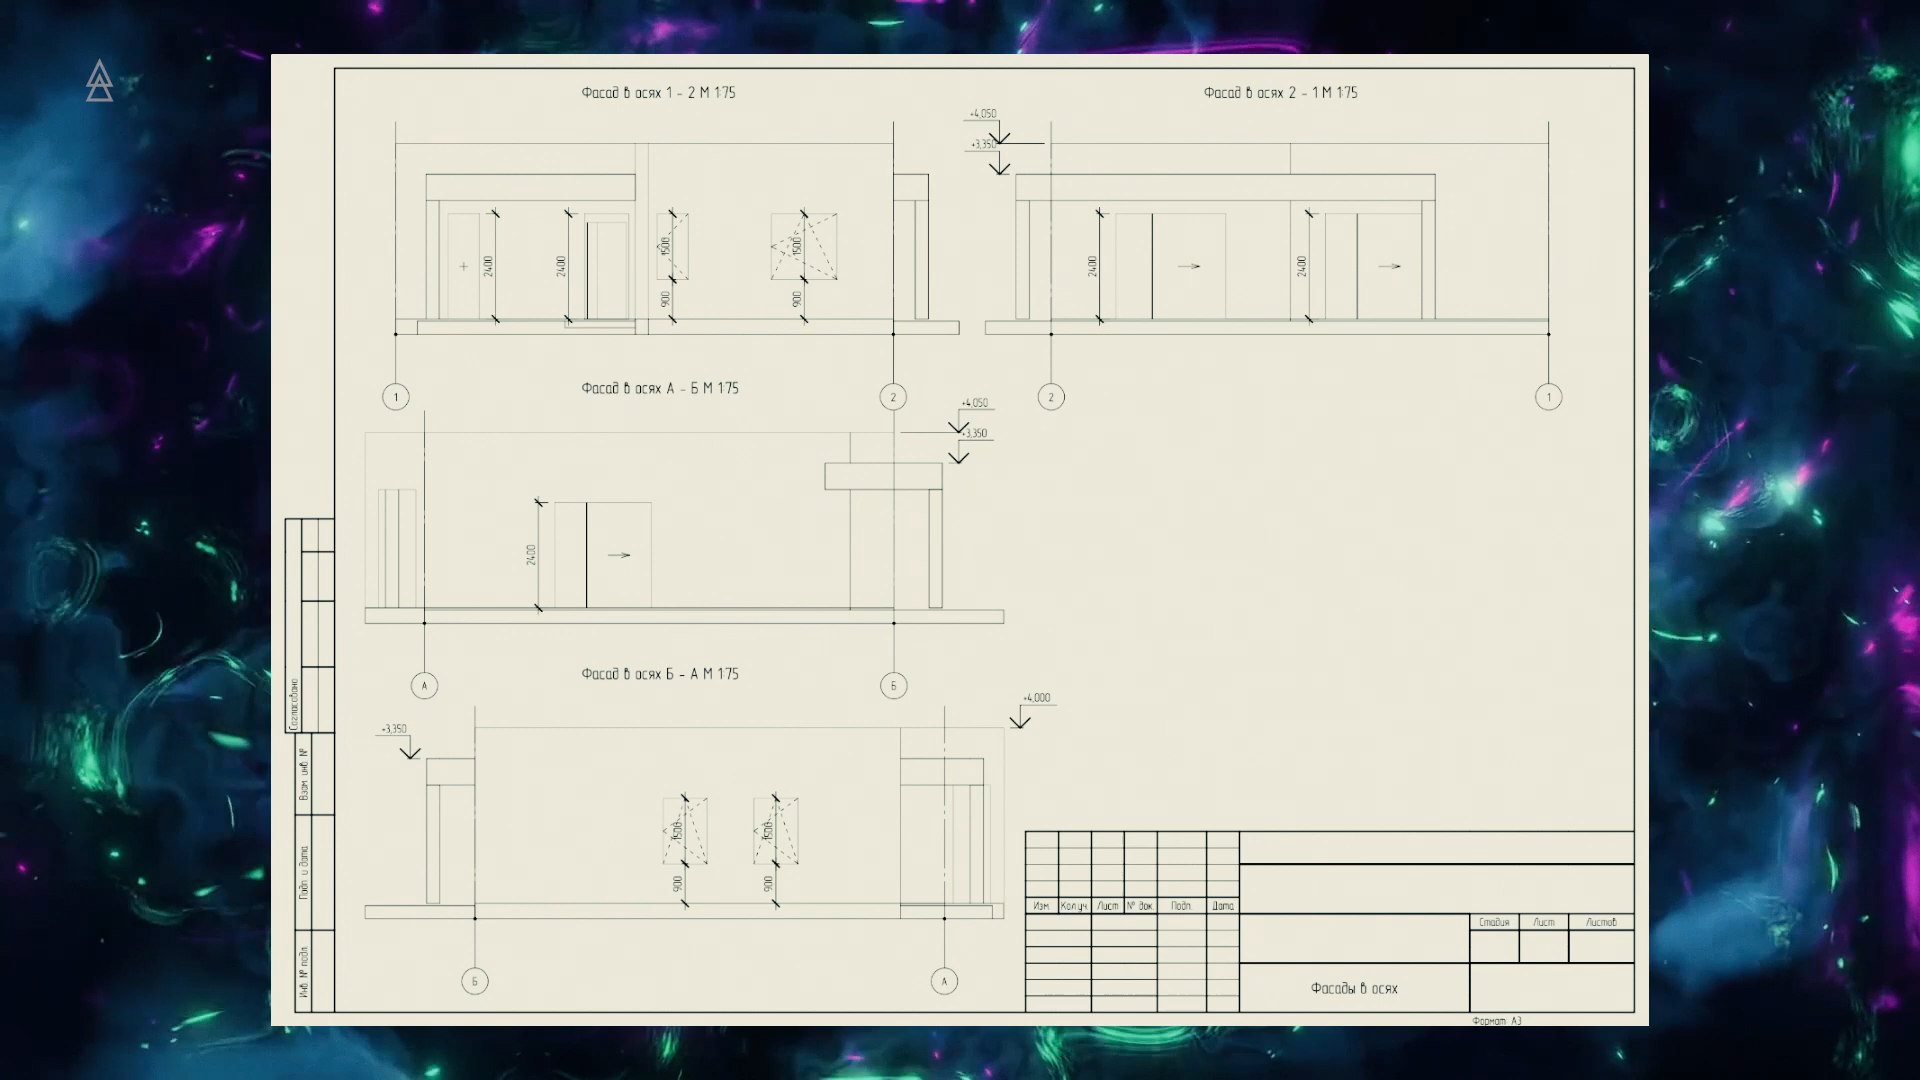 Фасад в осях 1 - 2 М 1:75
2400
2400
1500
900
1500
900
1
2
Фасад в осях 2 - 1 М 1:75
+4,050
+3,350
2400
2400
2
1
Фасад в осях А - Б М 1:75
+4,050
+3,350
2400
А
Б
Фасад в осях Б - А М 1:75
+3,350
+4,000
1500
900
1500
900
Б
А
Согласовано
Взам. инв. №
Подп. и дата
Инв. № подл.
Изм. Кол.уч. Лист № док. Подп. Дата
Стадия Лист Листов
Фасады в осях
Формат А3